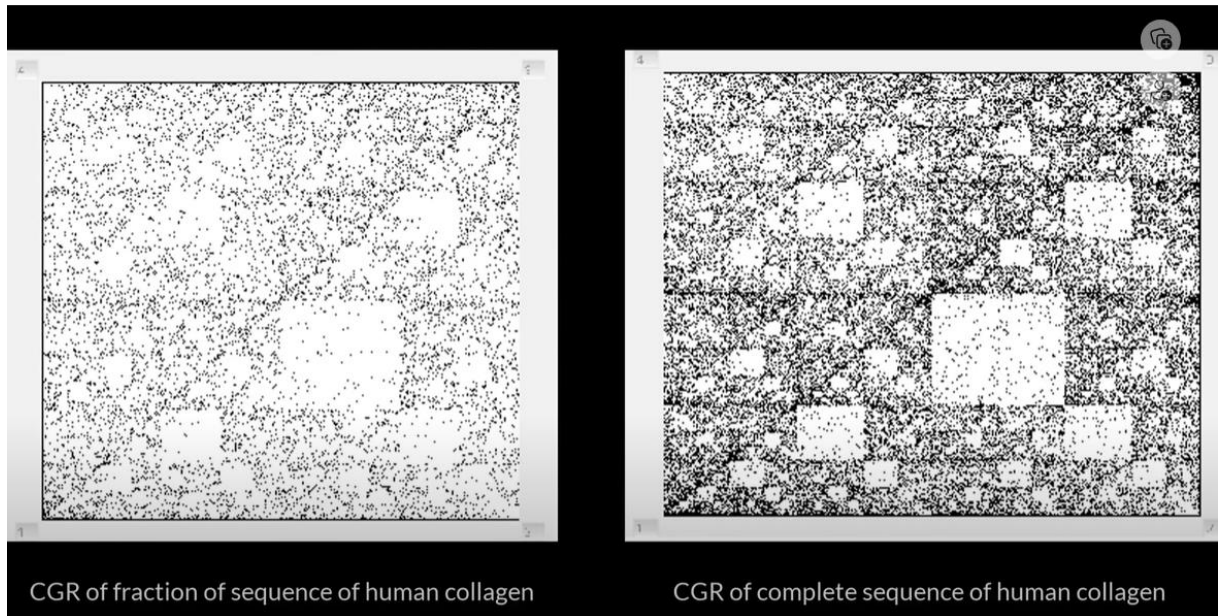 CGR of fraction of sequence of human collagen
CGR of complete sequence of human collagen